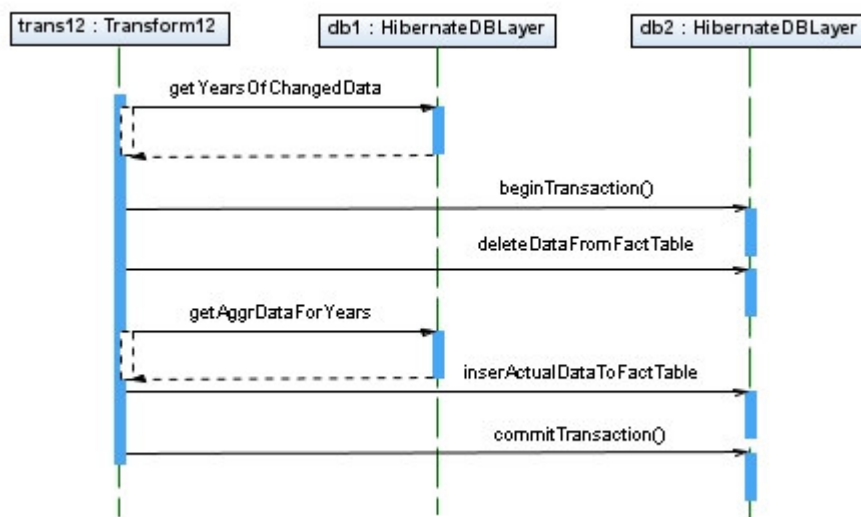 trans12 : Transform12
db1 : HibernateDBLayer
db2 : HibernateDBLayer
getYearsOfChangedData
beginTransaction()
deleteDataFromFactTable
getAggrDataForYears
inserActualDataToFactTable
commitTransaction()